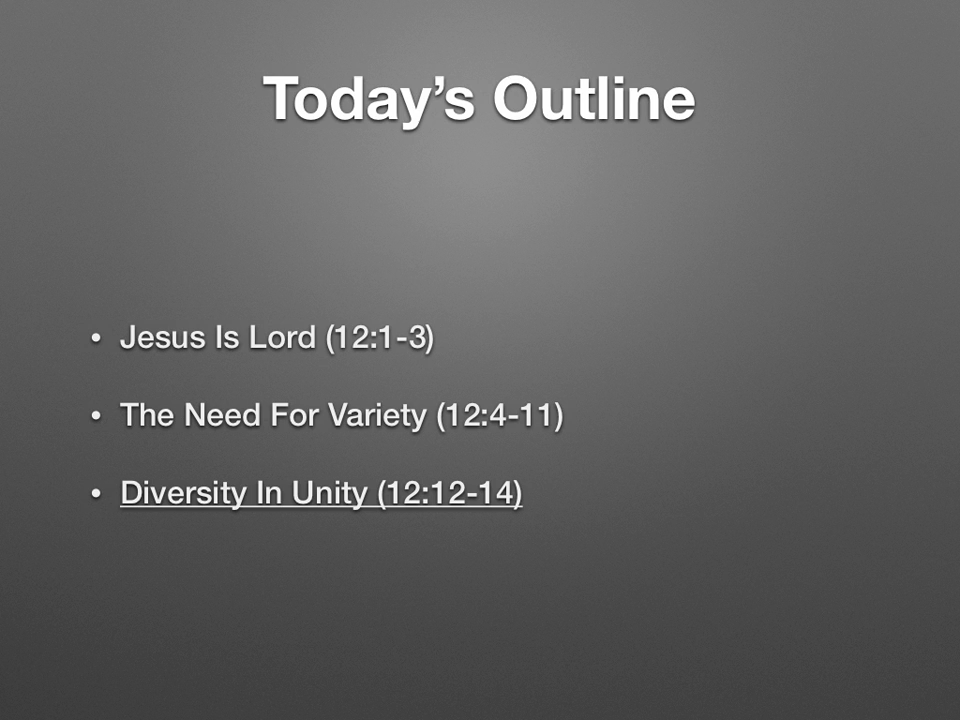 Today’s Outline
• Jesus Is Lord (12:1-3)
• The Need For Variety (12:4-11)
• Diversity In Unity (12:12-14)